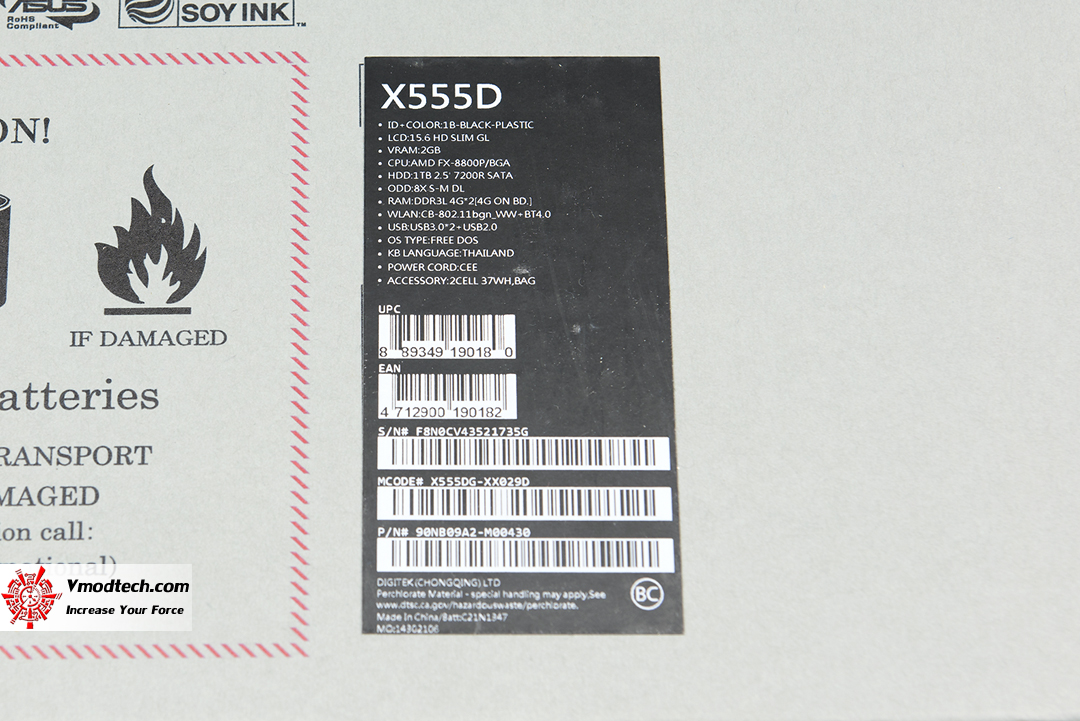 ASUS
RoHS
Compliant
SOY INK™
ON!
IF DAMAGED
atteries
RANSPORT
MAGED
ion call:
Vmodtech.com
Increase Your Force
X555D
• ID+COLOR:1B-BLACK-PLASTIC
• LCD:15.6 HD SLIM GL
• VRAM:2GB
• CPU:AMD FX-8800P/BGA
• HDD:1TB 2.5' 7200R SATA
• ODD:8X S-M DL
• RAM:DDR3L 4G*2[4G ON BD.]
• WLAN:CB-802.11bgn_WW+BT4.0
• USB:USB3.0*2+USB2.0
• OS TYPE:FREE DOS
• KB LANGUAGE:THAILAND
• POWER CORD:CEE
• ACCESSORY:2CELL 37WH,BAG
UPC
8 89349 19018 0
EAN
4 712900 190182
S/N# F8N0CV43521735G
MCODE# X555DG-XX029D
P/N# 90NB09A2-M00430
DIGITEK(CHONGQING)LTD
Perchlorate Material - special handling may apply.See
www.dtsc.ca.gov/hazardouswaste/perchlorate.
Made In China/Batt:C21N1347
MO:14302106
BC